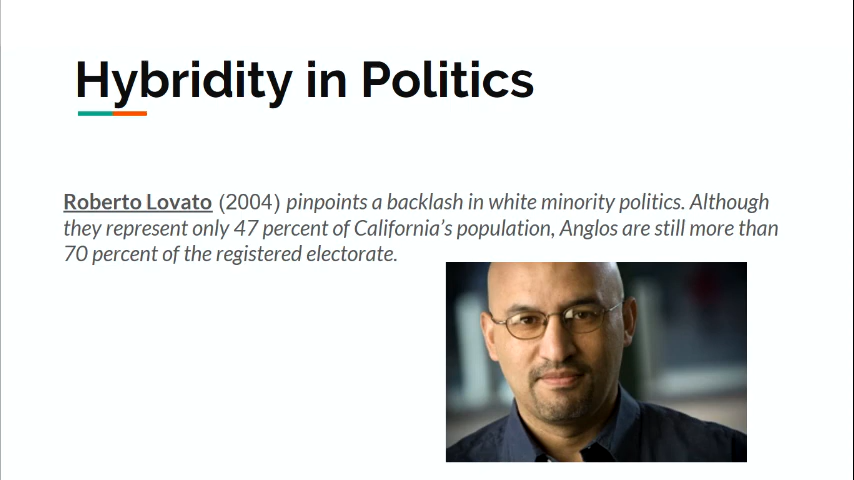 Hybridity in Politics
Roberto Lovato (2004) pinpoints a backlash in white minority politics. Although
they represent only 47 percent of California’s population, Anglos are still more than
70 percent of the registered electorate.